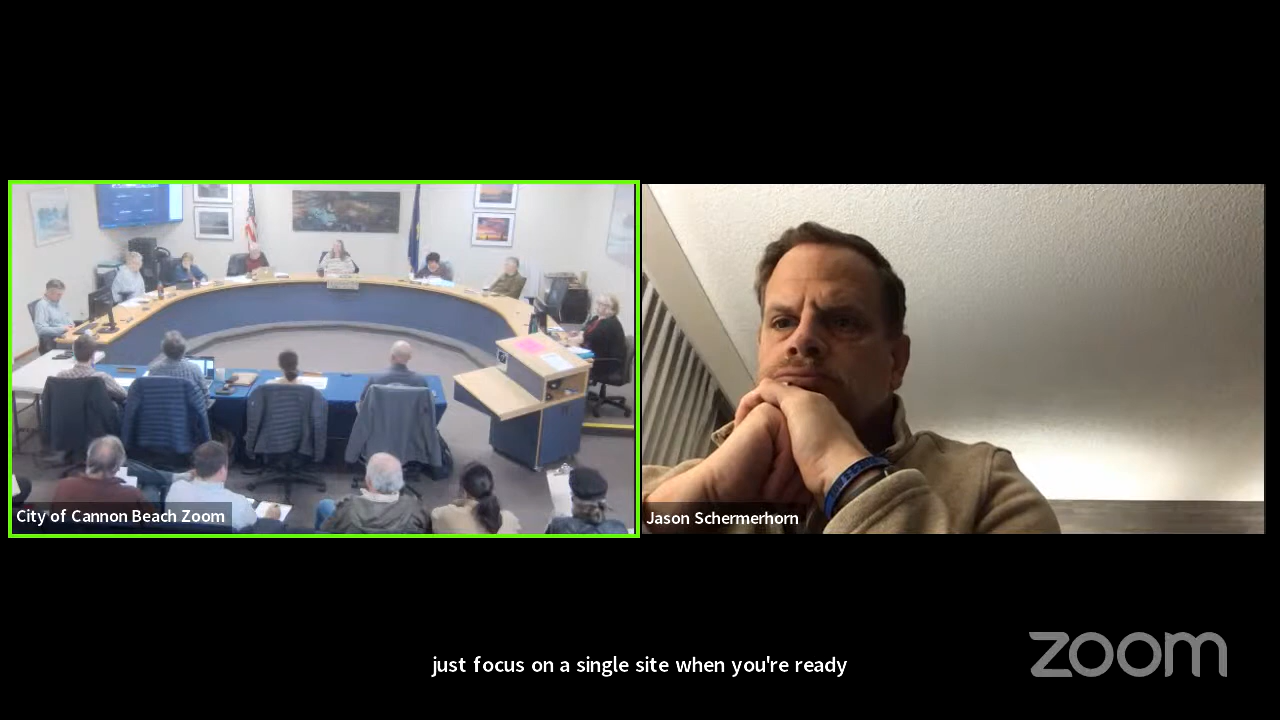 City of Cannon Beach Zoom
Jason Schermerhorn
just focus on a single site when you're ready
zoom